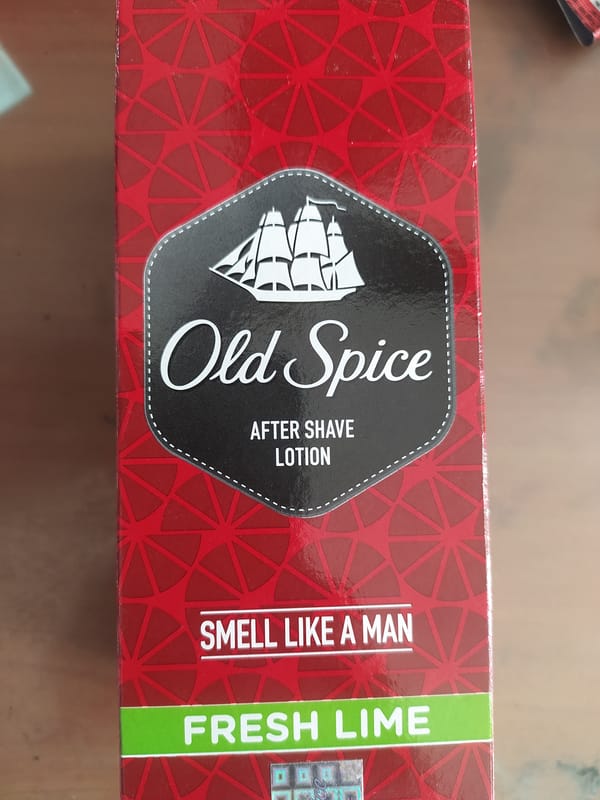 Old Spice
AFTER SHAVE
LOTION
SMELL LIKE A MAN
FRESH LIME